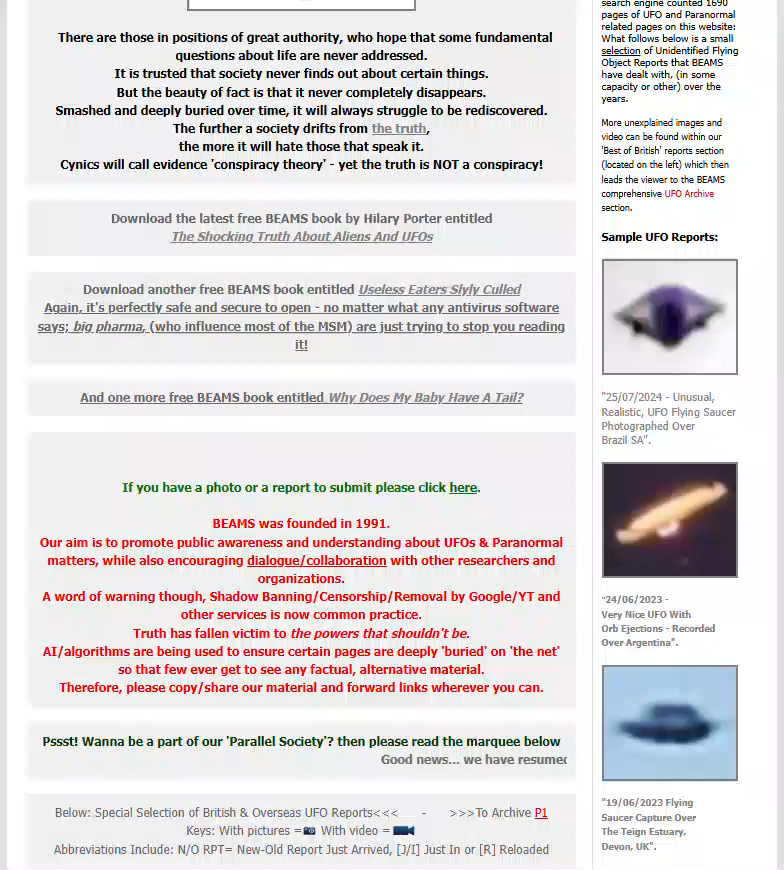 There are those in positions of great authority, who hope that some fundamental
questions about life are never addressed.
It is trusted that society never finds out about certain things.
But the beauty of fact is that it never completely disappears.
Smashed and deeply buried over time, it will always struggle to be rediscovered.
The further a society drifts from the truth,
the more it will hate those that speak it.
Cynics will call evidence 'conspiracy theory' - yet the truth is NOT a conspiracy!
Download the latest free BEAMS book by Hilary Porter entitled
The Shocking Truth About Aliens And UFOs
Download another free BEAMS book entitled Useless Eaters Slyly Culled
Again, it's perfectly safe and secure to open - no matter what any antivirus software
says; big pharma, (who influence most of the MSM) are just trying to stop you reading
it!
And one more free BEAMS book entitled Why Does My Baby Have A Tail?
If you have a photo or a report to submit please click here.
BEAMS was founded in 1991.
Our aim is to promote public awareness and understanding about UFOs & Paranormal
matters, while also encouraging dialogue/collaboration with other researchers and
organizations.
A word of warning though, Shadow Banning/Censorship/Removal by Google/YT and
other services is now common practice.
Truth has fallen victim to the powers that shouldn't be.
AI/algorithms are being used to ensure certain pages are deeply 'buried' on 'the net'
so that few ever get to see any factual, alternative material.
Therefore, please copy/share our material and forward links wherever you can.
Pssst! Wanna be a part of our 'Parallel Society'? then please read the marquee below
Good news... we have resumed
Below: Special Selection of British & Overseas UFO Reports<<< - >>>To Archive P1
Keys: With pictures = With video =
Abbreviations Include: N/O RPT= New-Old Report Just Arrived, [J/I] Just In or [R] Reloaded
search engine counted 1690
pages of UFO and Paranormal
related pages on this website:
What follows below is a small
selection of Unidentified Flying
Object Reports that BEAMS
have dealt with, (in some
capacity or other) over the
years.
More unexplained images and
video can be found within our
'Best of British' reports section
(located on the left) which then
leads the viewer to the BEAMS
comprehensive UFO Archive
section.
Sample UFO Reports:
"25/07/2024 - Unusual,
Realistic, UFO Flying Saucer
Photographed Over
Brazil SA".
"24/06/2023 -
Very Nice UFO With
Orb Ejections - Recorded
Over Argentina".
"19/06/2023 Flying
Saucer Capture Over
The Teign Estuary,
Devon, UK".